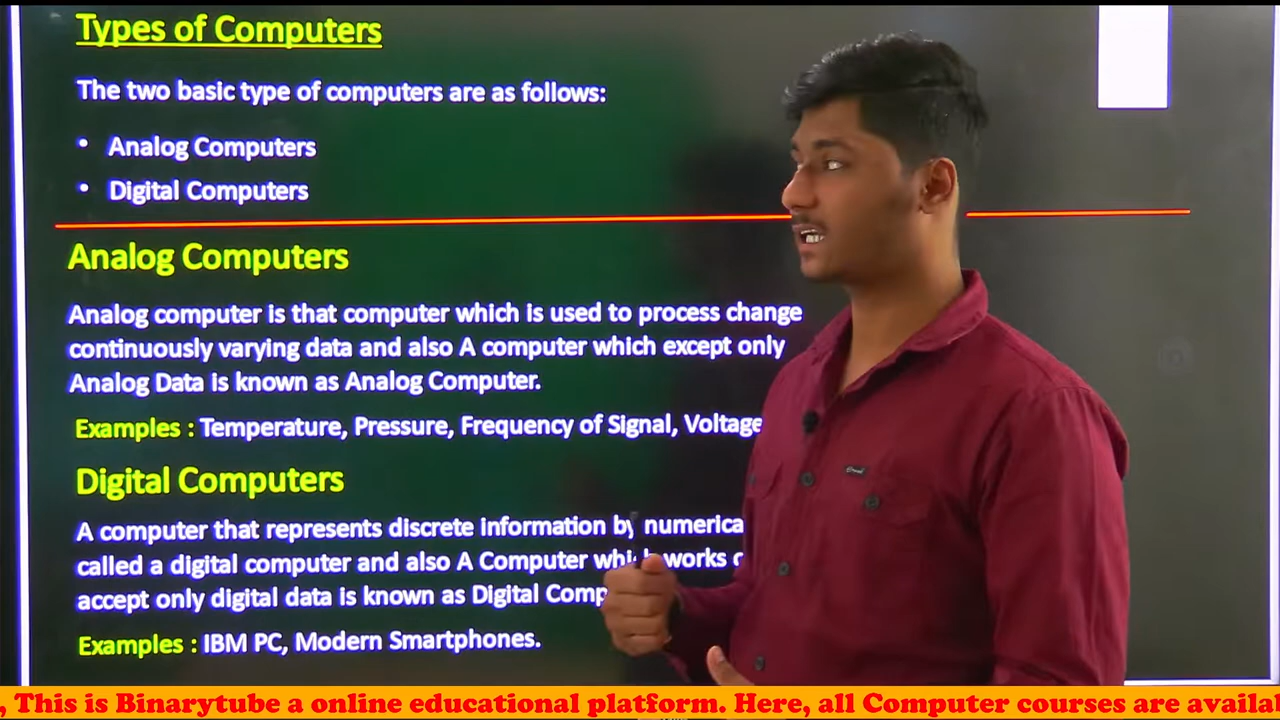 Types of Computers
The two basic type of computers are as follows:
• Analog Computers
• Digital Computers
Analog Computers
Analog computer is that computer which is used to process change
continuously varying data and also A computer which except only
Analog Data is known as Analog Computer.
Examples : Temperature, Pressure, Frequency of Signal, Voltage
Digital Computers
A computer that represents discrete information by numerica
called a digital computer and also A Computer which works
accept only digital data is known as Digital Comp
Examples : IBM PC, Modern Smartphones.
, This is Binarytube a online educational platform. Here, all Computer courses are availa